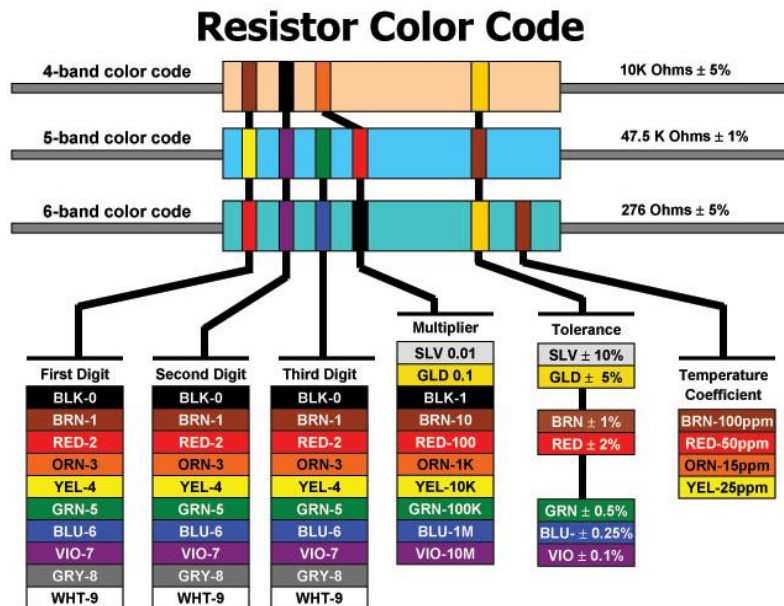 Resistor Color Code
4-band color code
10K Ohms ± 5%
5-band color code
47.5 K Ohms ± 1%
6-band color code
276 Ohms ± 5%
First Digit
BLK-0
BRN-1
RED-2
ORN-3
YEL-4
GRN-5
BLU-6
VIO-7
GRY-8
WHT-9
Second Digit
BLK-0
BRN-1
RED-2
ORN-3
YEL-4
GRN-5
BLU-6
VIO-7
GRY-8
WHT-9
Third Digit
BLK-0
BRN-1
RED-2
ORN-3
YEL-4
GRN-5
BLU-6
VIO-7
GRY-8
WHT-9
Multiplier
SLV 0.01
GLD 0.1
BLK-1
BRN-10
RED-100
ORN-1K
YEL-10K
GRN-100K
BLU-1M
VIO-10M
Tolerance
SLV ± 10%
GLD ± 5%
BRN ± 1%
RED ± 2%
GRN ± 0.5%
BLU- ± 0.25%
VIO ± 0.1%
Temperature
Coefficient
BRN-100ppm
RED-50ppm
ORN-15ppm
YEL-25ppm